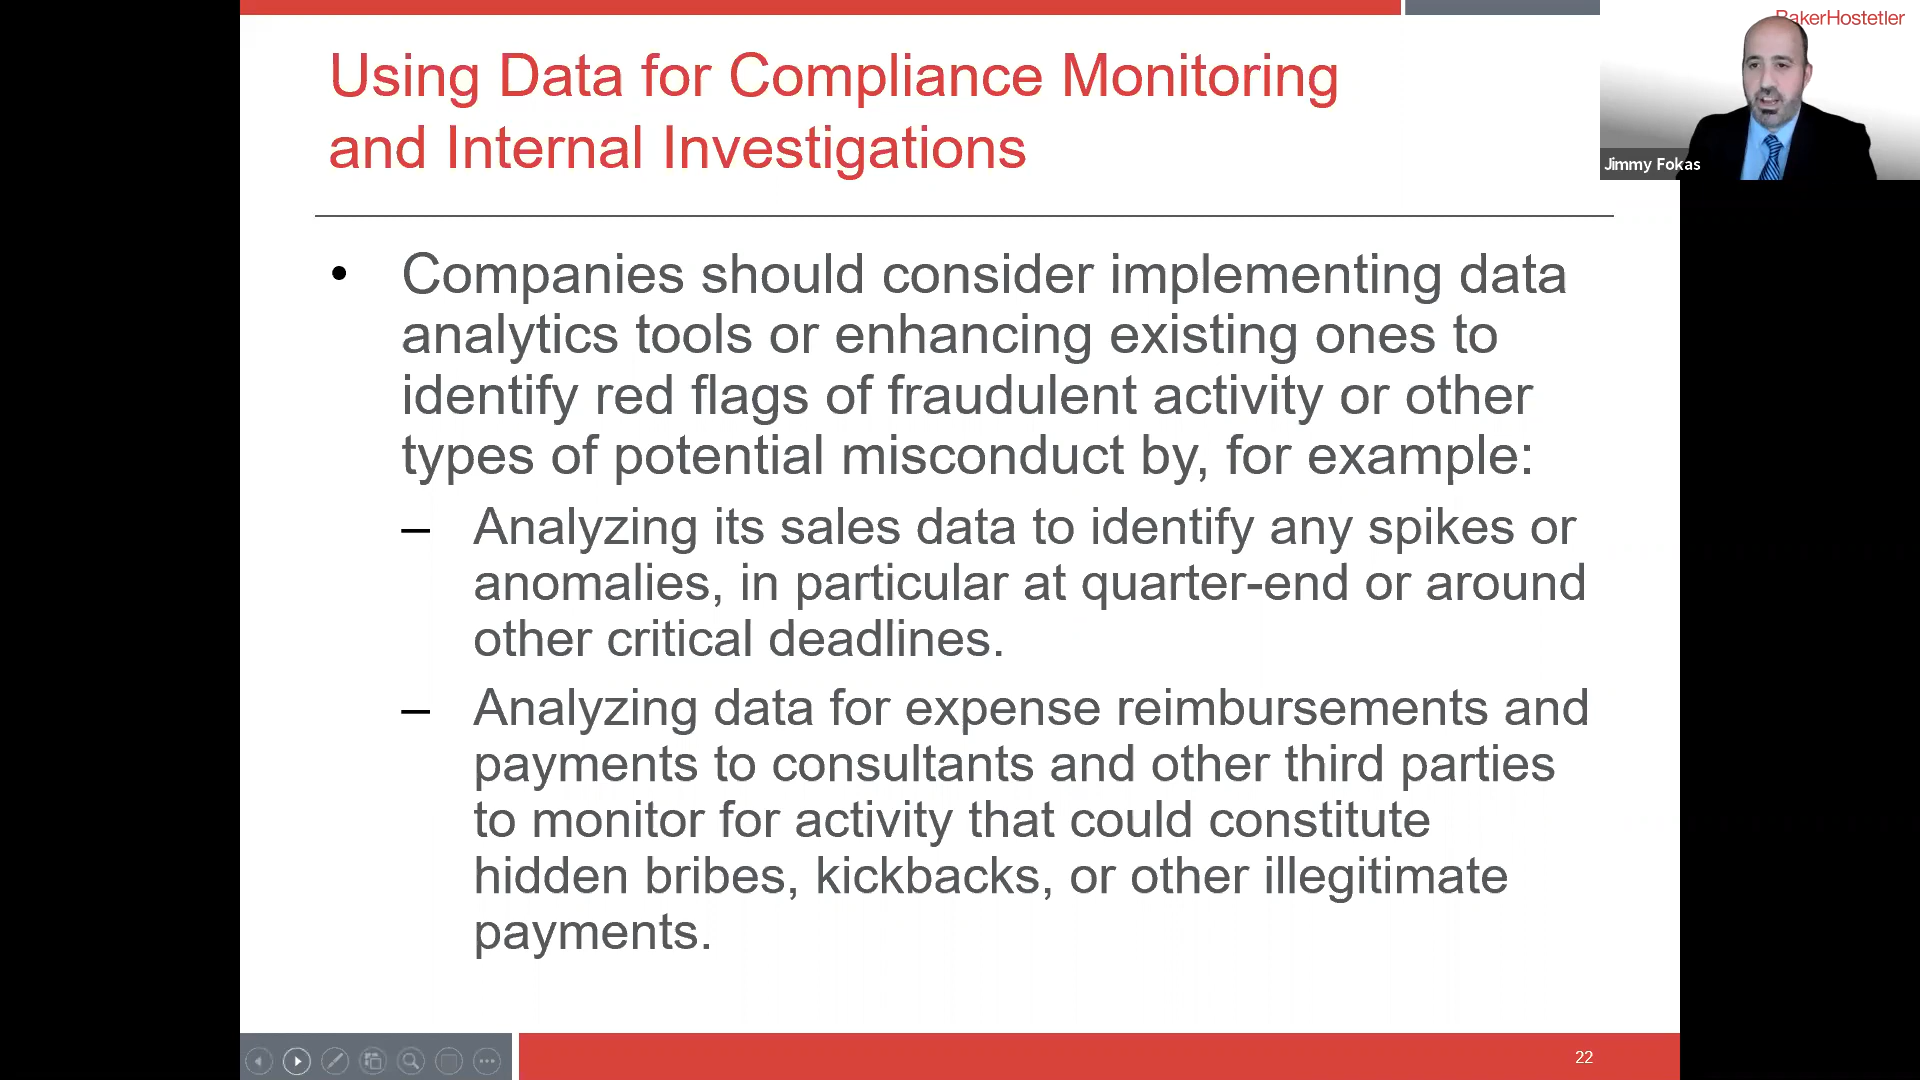 BakerHostetler
Using Data for Compliance Monitoring
and Internal Investigations
Jimmy Fokas
• Companies should consider implementing data
analytics tools or enhancing existing ones to
identify red flags of fraudulent activity or other
types of potential misconduct by, for example:
– Analyzing its sales data to identify any spikes or
anomalies, in particular at quarter-end or around
other critical deadlines.
– Analyzing data for expense reimbursements and
payments to consultants and other third parties
to monitor for activity that could constitute
hidden bribes, kickbacks, or other illegitimate
payments.
22